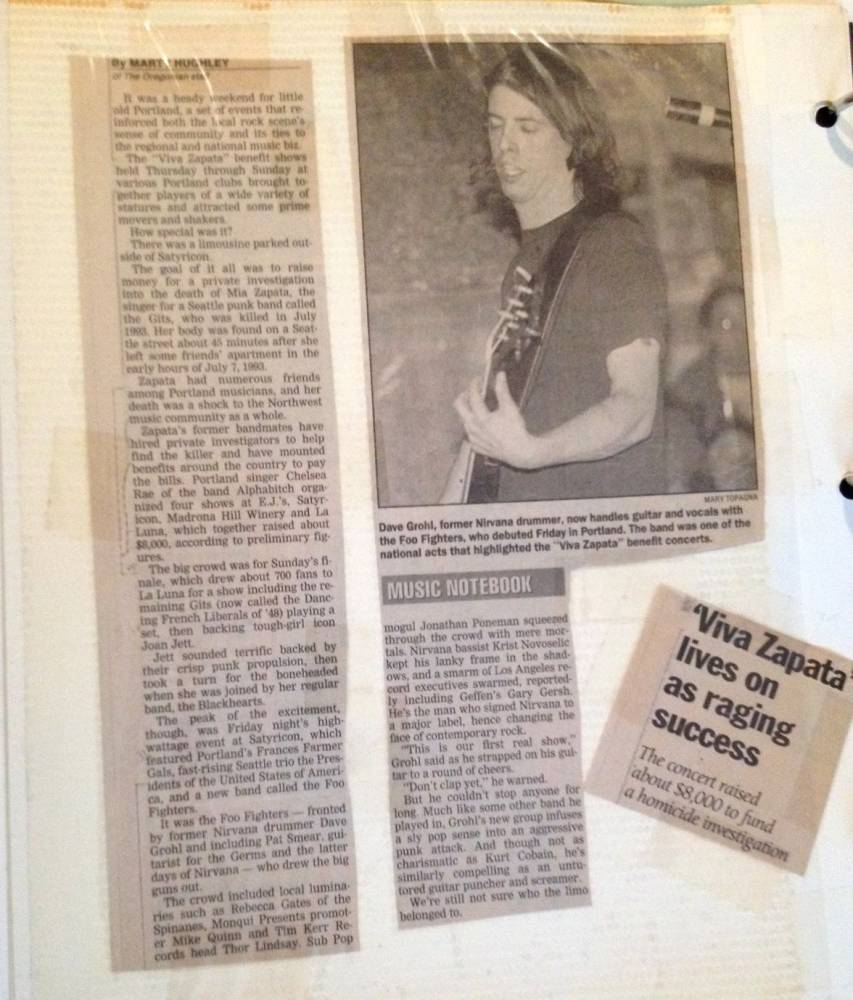 By MARTY HUGHLEY
of The Oregonian staff
It was a heady weekend for little
old Portland, a set of events that re-
inforced both the local rock scene's
sense of community and its ties to
the regional and national music biz.
The "Viva Zapata" benefit shows
held Thursday through Sunday at
various Portland clubs brought to-
gether players of a wide variety of
statures and attracted some prime
movers and shakers.
How special was it?
There was a limousine parked out-
side of Satyricon.
The goal of it all was to raise
money for a private investigation
into the death of Mia Zapata, the
singer for a Seattle punk band called
the Gits, who was killed in July
1993. Her body was found on a Seat-
tle street about 45 minutes after she
left some friends' apartment in the
early hours of July 7, 1993.
Zapata had numerous friends
among Portland musicians, and her
death was a shock to the Northwest
music community as a whole.
Zapata's former bandmates have
hired private investigators to help
find the killer and have mounted
benefits around the country to pay
the bills. Portland singer Chelsea
Rae of the band Alphabitch orga-
nized four shows at E.J.'s, Satyr-
icon, Madrona Hill Winery and La
Luna, which together raised about
$8,000, according to preliminary fig-
ures.
The big crowd was for Sunday's fi-
nale, which drew about 700 fans to
La Luna for a show including the re-
maining Gits (now called the Danc-
ing French Liberals of '48) playing a
set, then backing tough-girl icon
Joan Jett.
Jett sounded terrific backed by
their crisp punk propulsion, then
took a turn for the boneheaded
when she was joined by her regular
band, the Blackhearts.
The peak of the excitement,
though, was Friday night's high-
wattage event at Satyricon, which
featured Portland's Frances Farmer
Gals, fast-rising Seattle trio the Pres-
idents of the United States of Ameri-
ca, and a new band called the Foo
Fighters.
It was the Foo Fighters — fronted
by former Nirvana drummer Dave
Grohl and including Pat Smear, gui-
tarist for the Germs and the latter
days of Nirvana — who drew the big
guns out.
The crowd included local lumina-
ries such as Rebecca Gates of the
Spinanes, Monqui Presents promot-
er Mike Quinn and Tim Kerr Re-
cords head Thor Lindsay. Sub Pop
MARY TOPAGNA
Dave Grohl, former Nirvana drummer, now handles guitar and vocals with
the Foo Fighters, who debuted Friday in Portland. The band was one of the
national acts that highlighted the "Viva Zapata" benefit concerts.
MUSIC NOTEBOOK
mogul Jonathan Poneman squeezed
through the crowd with mere mor-
tals. Nirvana bassist Krist Novoselic
kept his lanky frame in the shad-
ows, and a swarm of Los Angeles re-
cord executives swarmed, reported-
ly including Geffen's Gary Gersh.
He's the man who signed Nirvana to
a major label, hence changing the
face of contemporary rock.
"This is our first real show,"
Grohl said as he strapped on his gui-
tar to a round of cheers.
"Don't clap yet," he warned.
But he couldn't stop anyone for
long. Much like some other band he
played in, Grohl's new group infuses
a sly pop sense into an aggressive
punk attack. And though not as
charismatic as Kurt Cobain, he's
similarly compelling as an untu-
tored guitar puncher and screamer.
We're still not sure who the limo
belonged to.
'Viva Zapata'
lives on
as raging
success
The concert raised
about $8,000 to fund
a homicide investigation